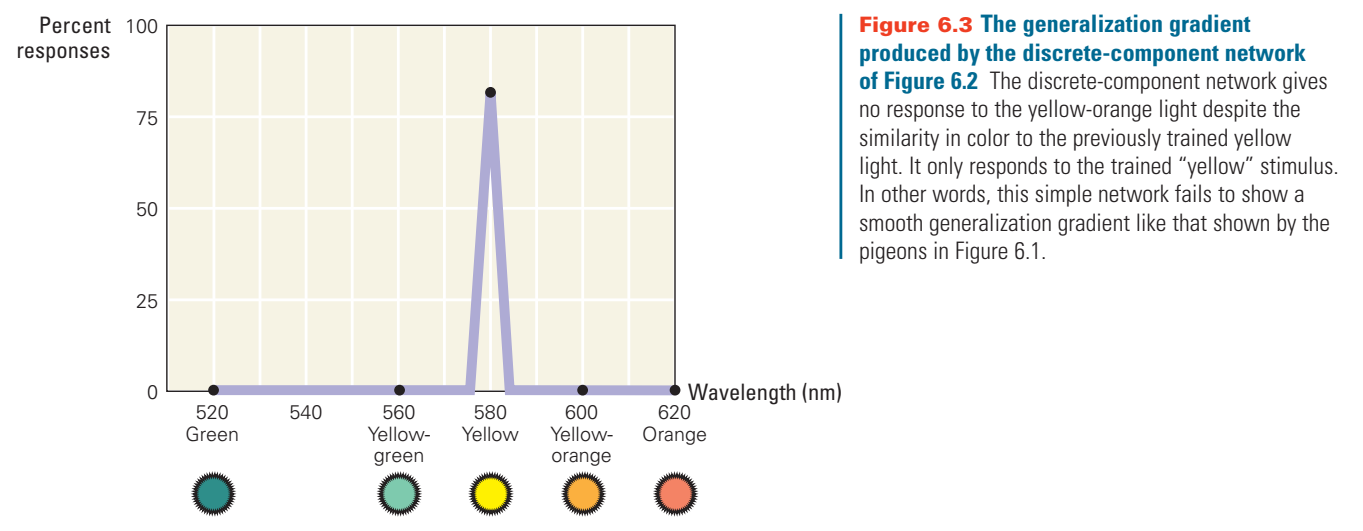 Percent
responses
100
75
50
25
0
Wavelength (nm)
520
Green
540
560
Yellow-
green
580
Yellow
600
Yellow-
orange
620
Orange
Figure 6.3 The generalization gradient
produced by the discrete-component network
of Figure 6.2 The discrete-component network gives
no response to the yellow-orange light despite the
similarity in color to the previously trained yellow
light. It only responds to the trained “yellow” stimulus.
In other words, this simple network fails to show a
smooth generalization gradient like that shown by the
pigeons in Figure 6.1.